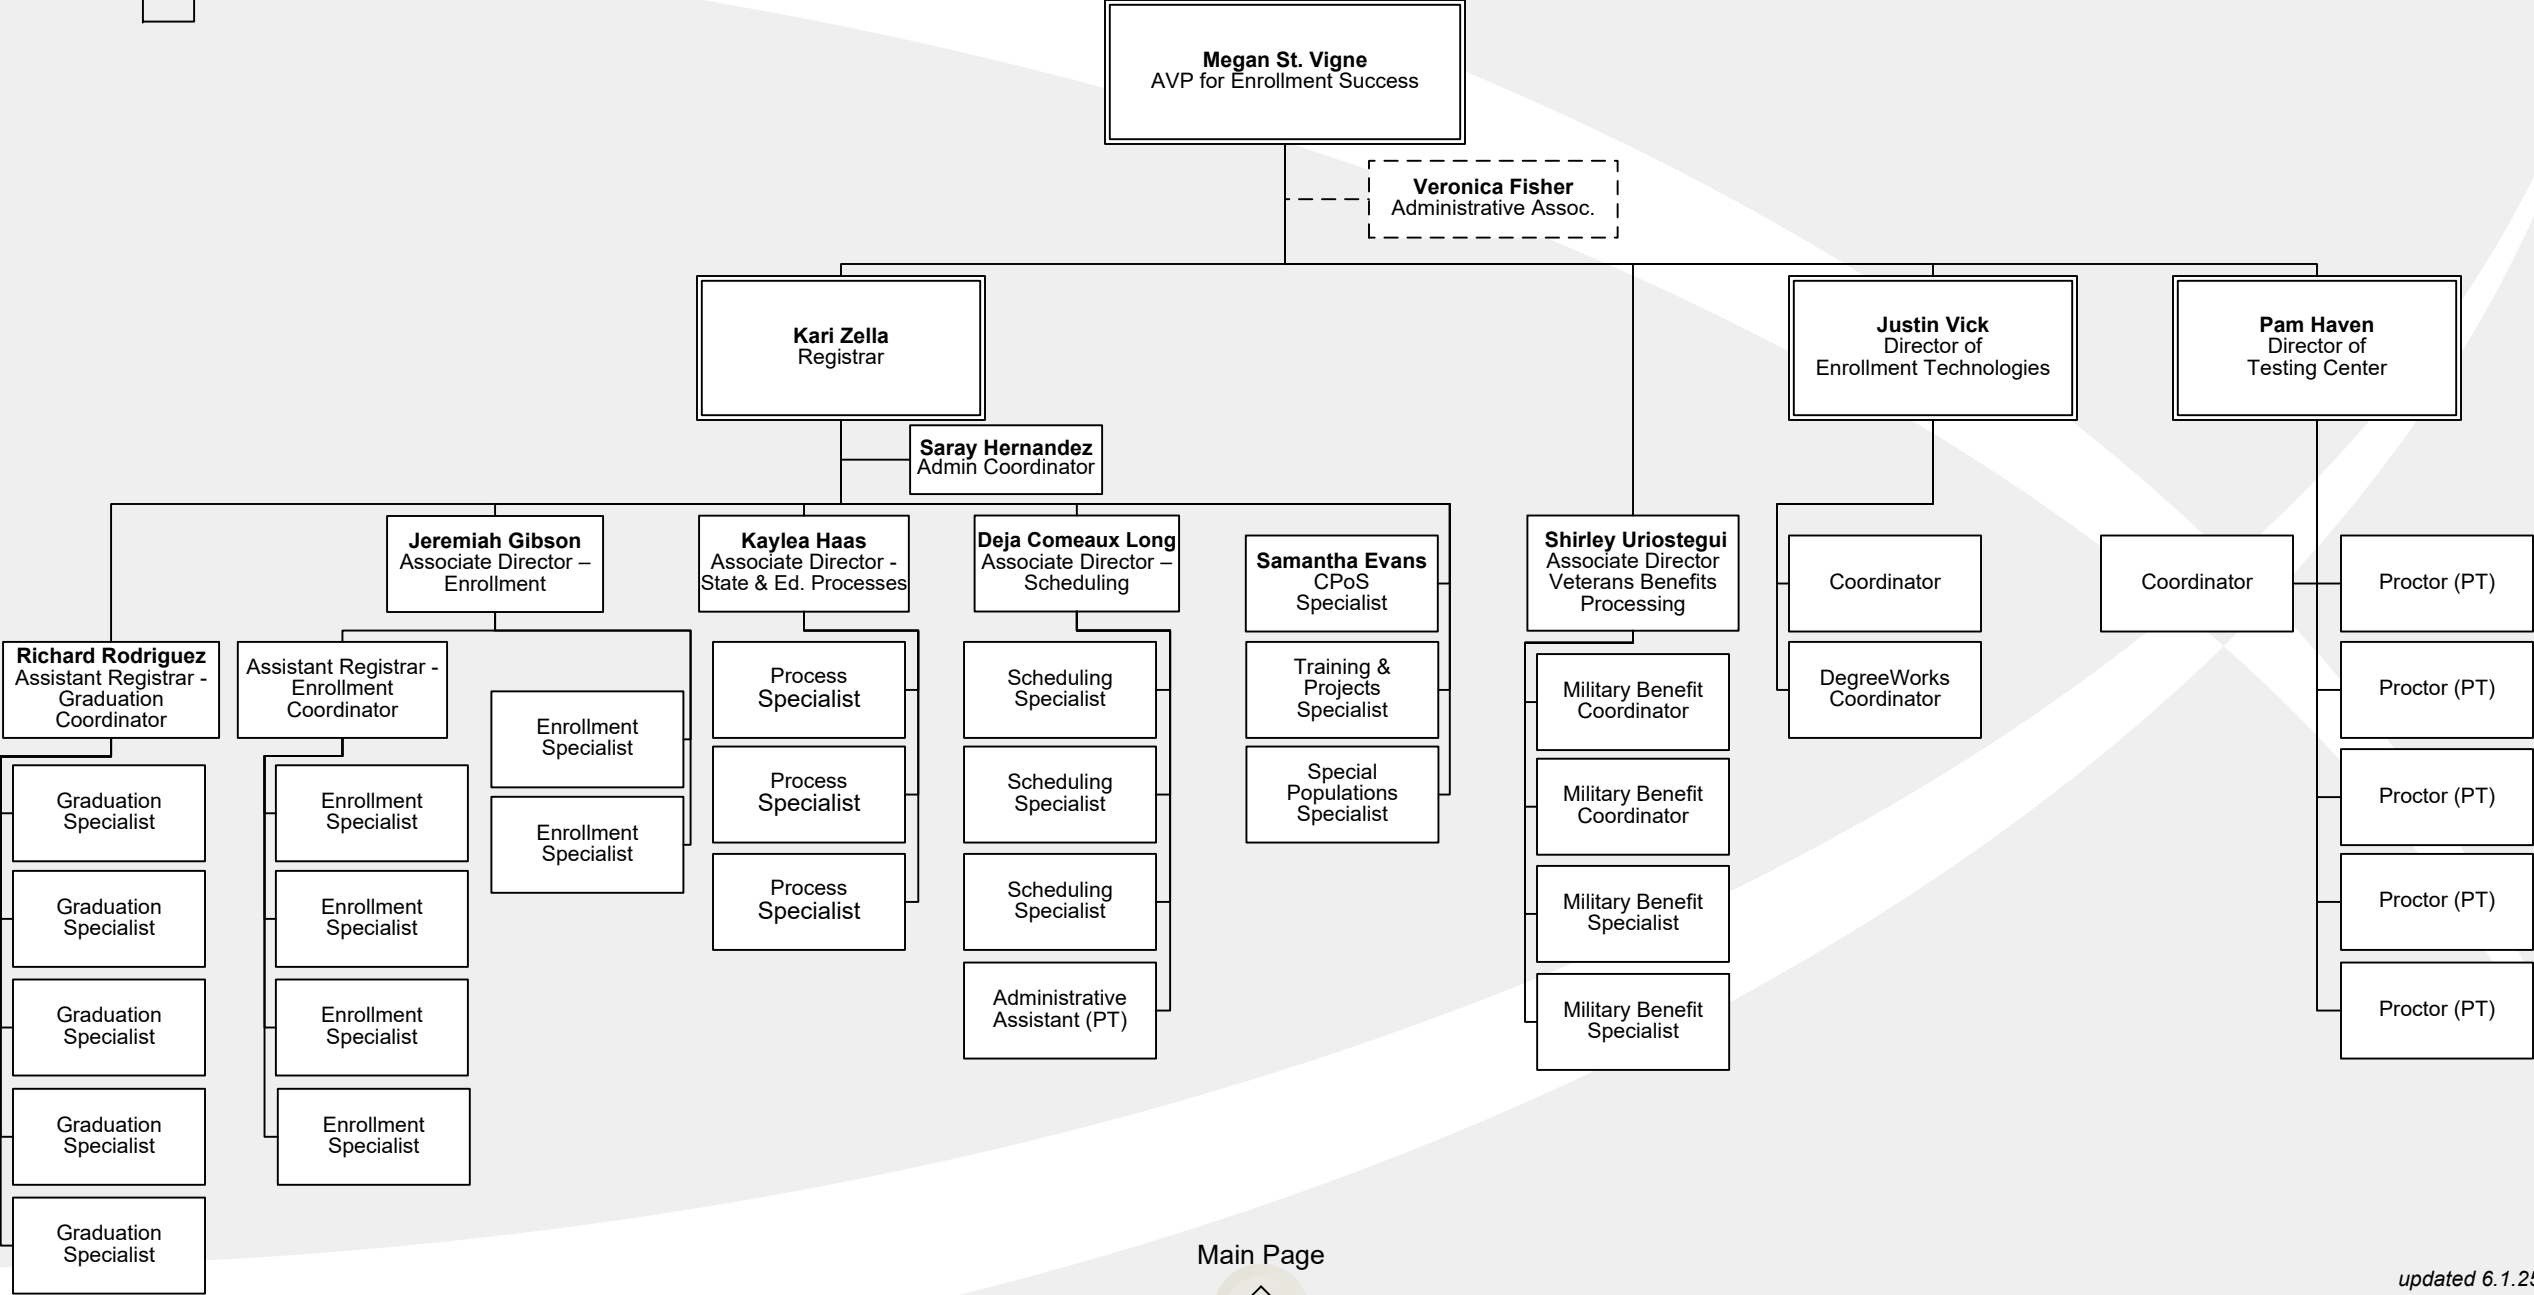 Megan St. Vigne
AVP for Enrollment Success
Veronica Fisher
Administrative Assoc.
Kari Zella
Registrar
Justin Vick
Director of
Enrollment Technologies
Pam Haven
Director of
Testing Center
Saray Hernandez
Admin Coordinator
Jeremiah Gibson
Associate Director –
Enrollment
Kaylea Haas
Associate Director -
State & Ed. Processes
Deja Comeaux Long
Associate Director –
Scheduling
Samantha Evans
CPoS
Specialist
Shirley Uriostegui
Associate Director
Veterans Benefits
Processing
Coordinator
Coordinator
Proctor (PT)
Richard Rodriguez
Assistant Registrar -
Graduation
Coordinator
Assistant Registrar -
Enrollment
Coordinator
Enrollment
Specialist
Process
Specialist
Scheduling
Specialist
Training &
Projects
Specialist
Military Benefit
Coordinator
DegreeWorks
Coordinator
Proctor (PT)
Graduation
Specialist
Enrollment
Specialist
Enrollment
Specialist
Process
Specialist
Scheduling
Specialist
Special
Populations
Specialist
Military Benefit
Coordinator
Proctor (PT)
Graduation
Specialist
Enrollment
Specialist
Process
Specialist
Scheduling
Specialist
Military Benefit
Specialist
Proctor (PT)
Graduation
Specialist
Enrollment
Specialist
Administrative
Assistant (PT)
Military Benefit
Specialist
Proctor (PT)
Graduation
Specialist
Enrollment
Specialist
Graduation
Specialist
Main Page
updated 6.1.25